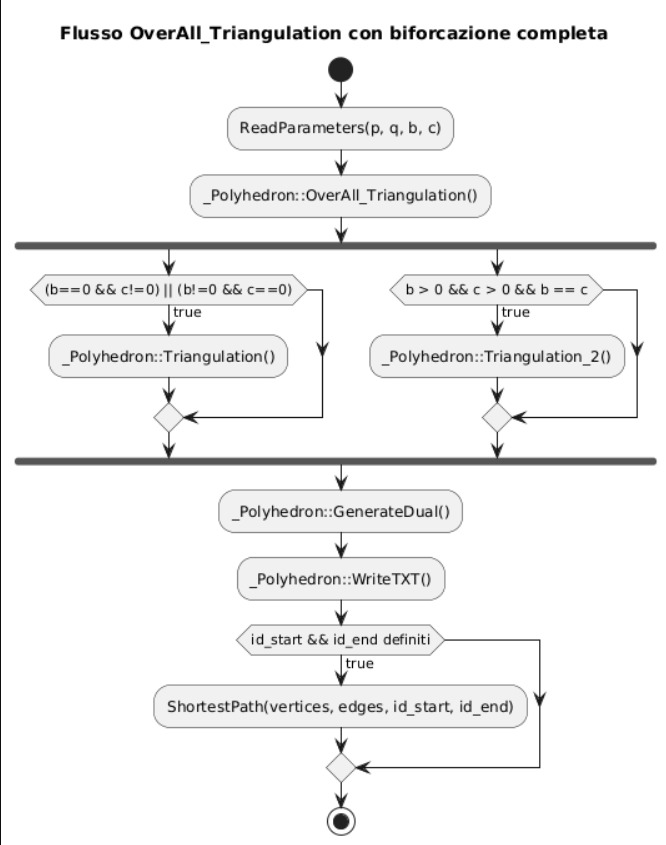 Flusso OverAll_Triangulation con biforcazione completa
ReadParameters(p, q, b, c)
_Polyhedron::OverAll_Triangulation()
(b==0 && c!=0) || (b!=0 && c==0)
true
_Polyhedron::Triangulation()
b > 0 && c > 0 && b == c
true
_Polyhedron::Triangulation_2()
_Polyhedron::GenerateDual()
_Polyhedron::WriteTXT()
id_start && id_end definiti
true
ShortestPath(vertices, edges, id_start, id_end)